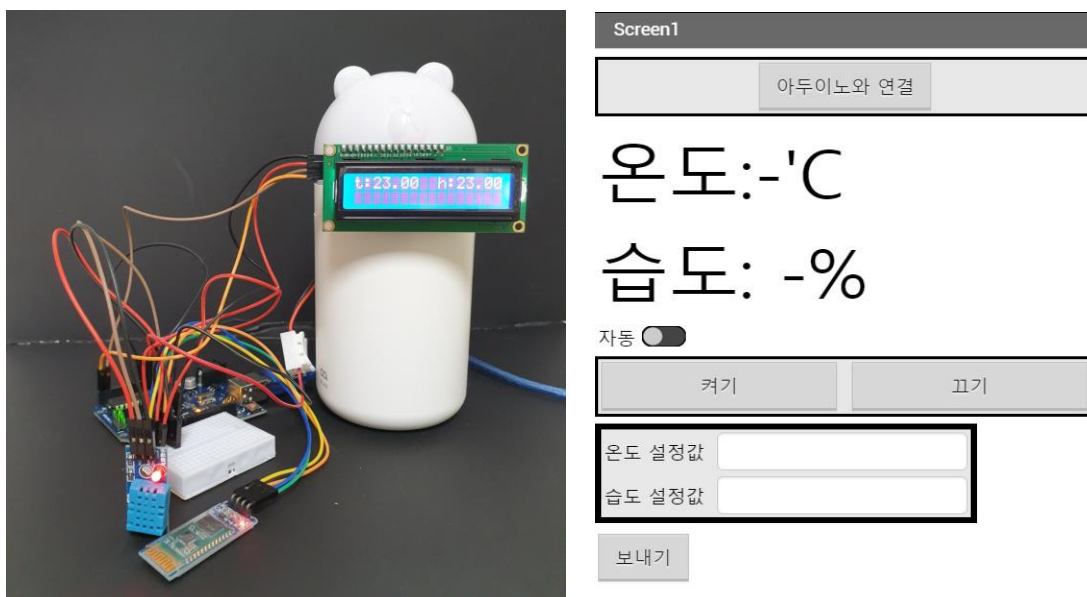 t:23.00 h:23.00
Screen1
아두이노와 연결
온도:-'C
습도: -%
자동
켜기 끄기
온도 설정값
습도 설정값
보내기